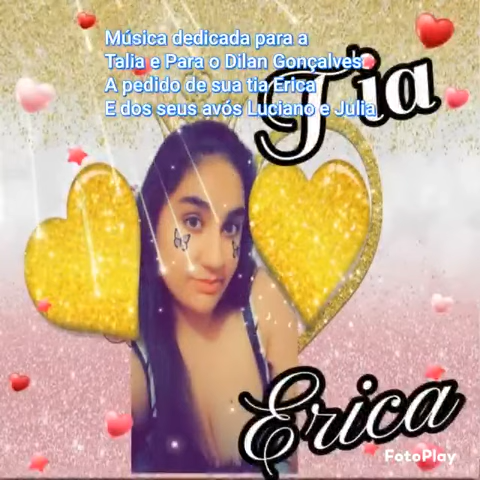 Música dedicada para a
Talia e Para o Dilan Gonçalves.
A pedido de sua tia Erica
E dos seus avós Luciano e Julia
Tia
Erica
FotoPlay